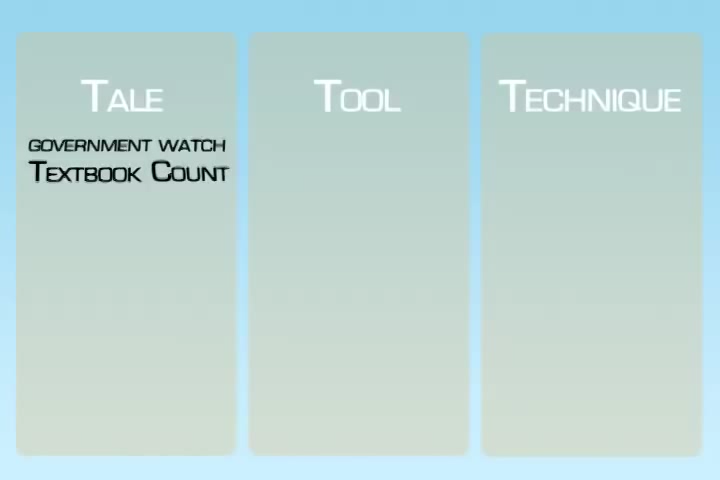 Tale
Tool
Technique
government watch
Textbook Count